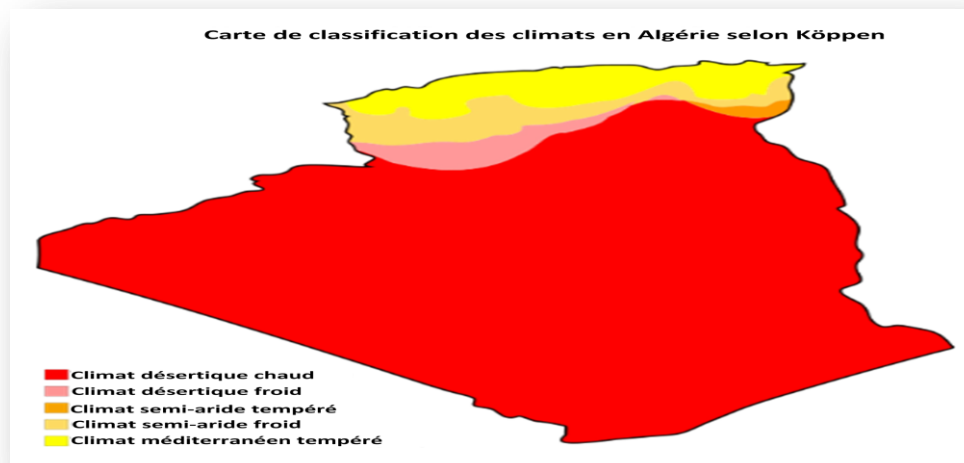 Carte de classification des climats en Algérie selon Köppen
Climat désertique chaud
Climat désertique froid
Climat semi-aride tempéré
Climat semi-aride froid
Climat méditerranéen tempéré